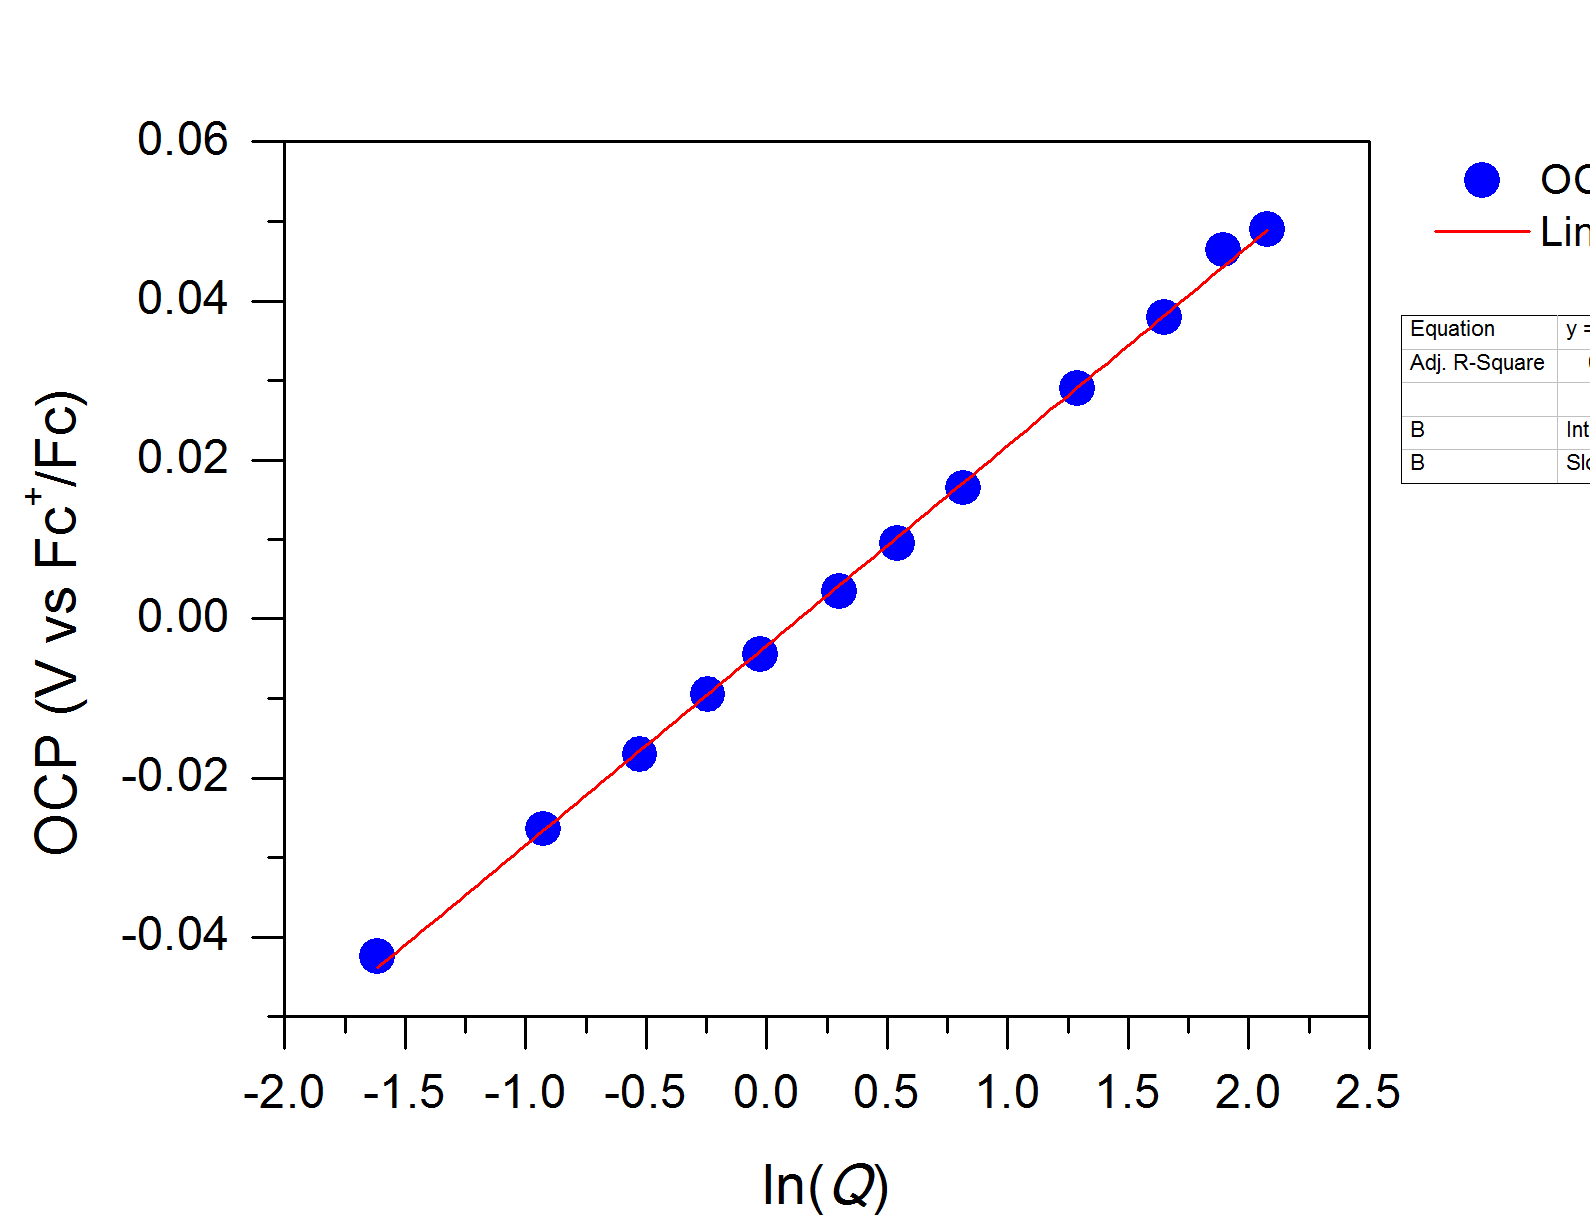 0.06
0.04
0.02
0.00
-0.02
-0.04
OCP (V vs Fc⁺/Fc)
-2.0 -1.5 -1.0 -0.5 0.0 0.5 1.0 1.5 2.0 2.5
ln(Q)
Equation y =
Adj. R-Square
B
B